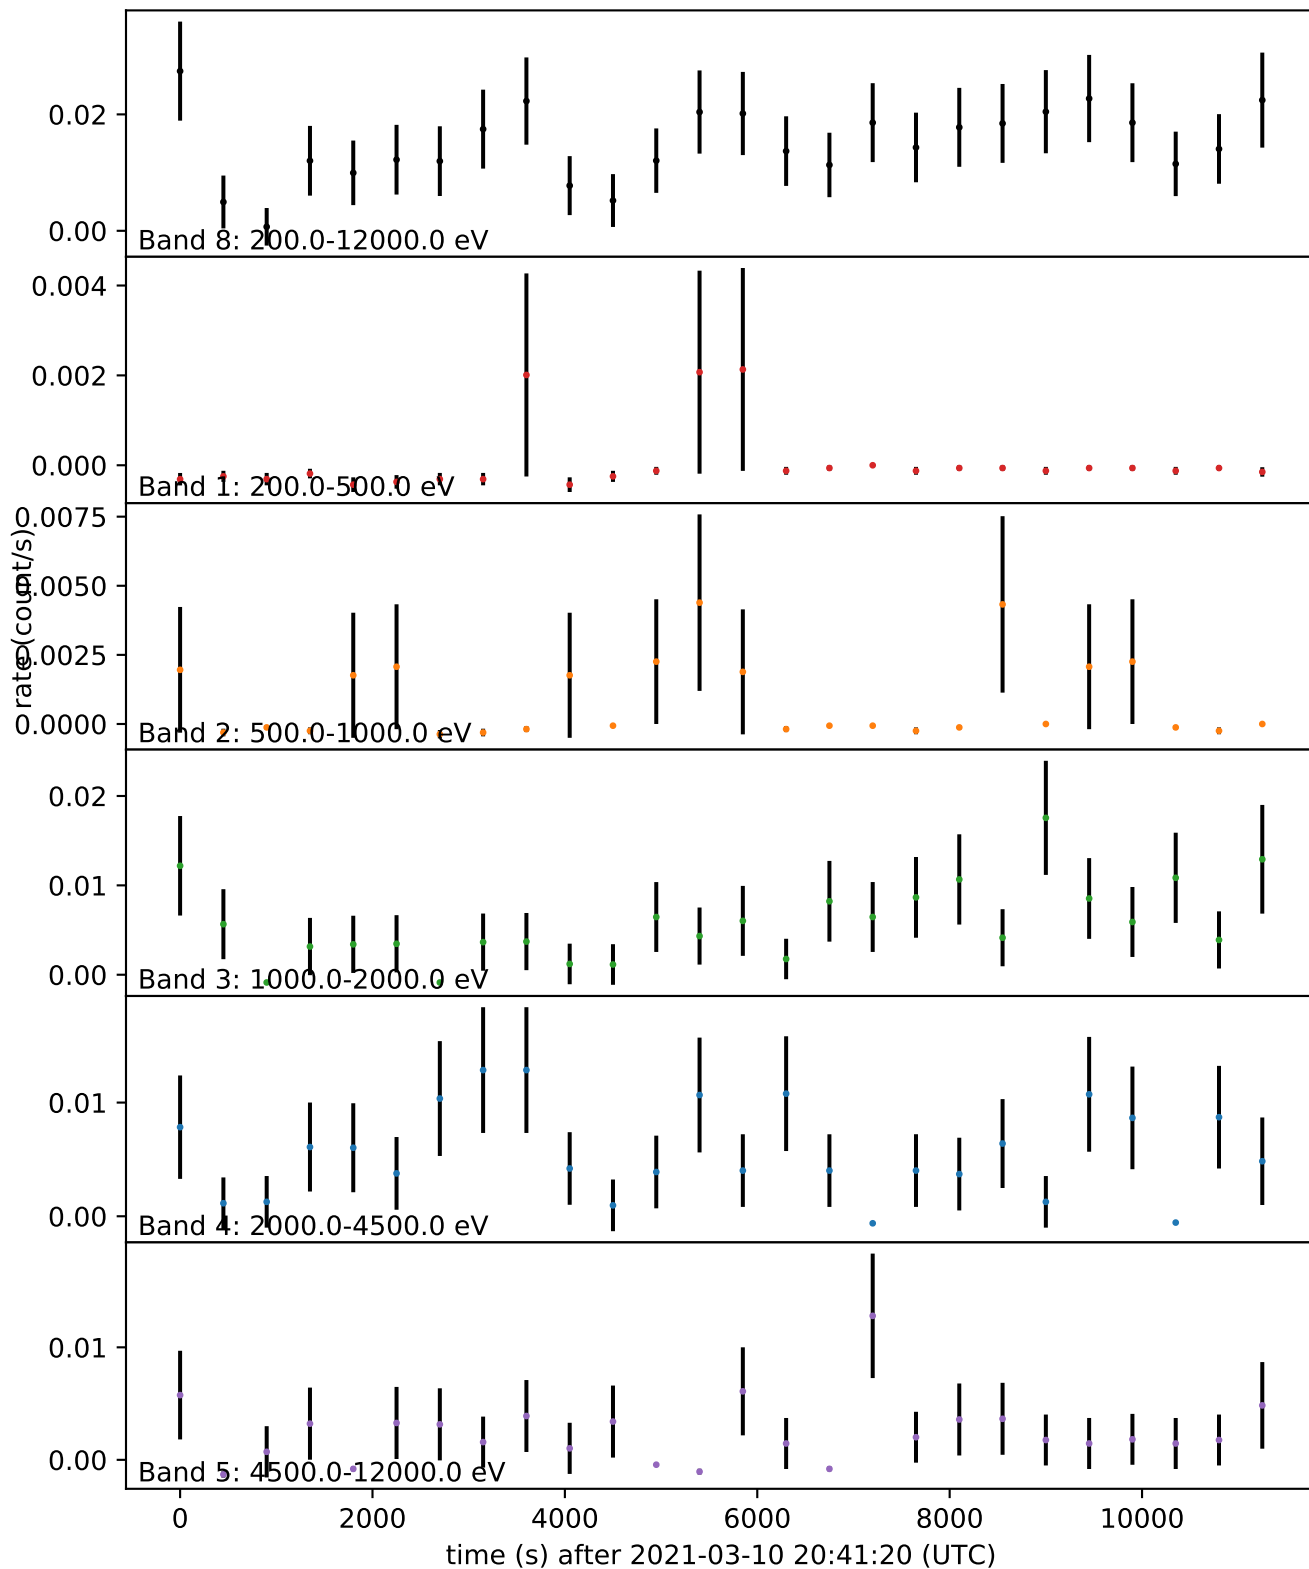 0.02
0.00
Band 8: 200.0-12000.0 eV
0.004
0.002
0.000
Band 1: 200.0-500.0 eV
rate (count/s)
0.0075
0.0050
0.0025
0.0000
Band 2: 500.0-1000.0 eV
0.02
0.01
0.00
Band 3: 1000.0-2000.0 eV
0.01
0.00
Band 4: 2000.0-4500.0 eV
0.01
0.00
Band 5: 4500.0-12000.0 eV
0 2000 4000 6000 8000 10000
time (s) after 2021-03-10 20:41:20 (UTC)